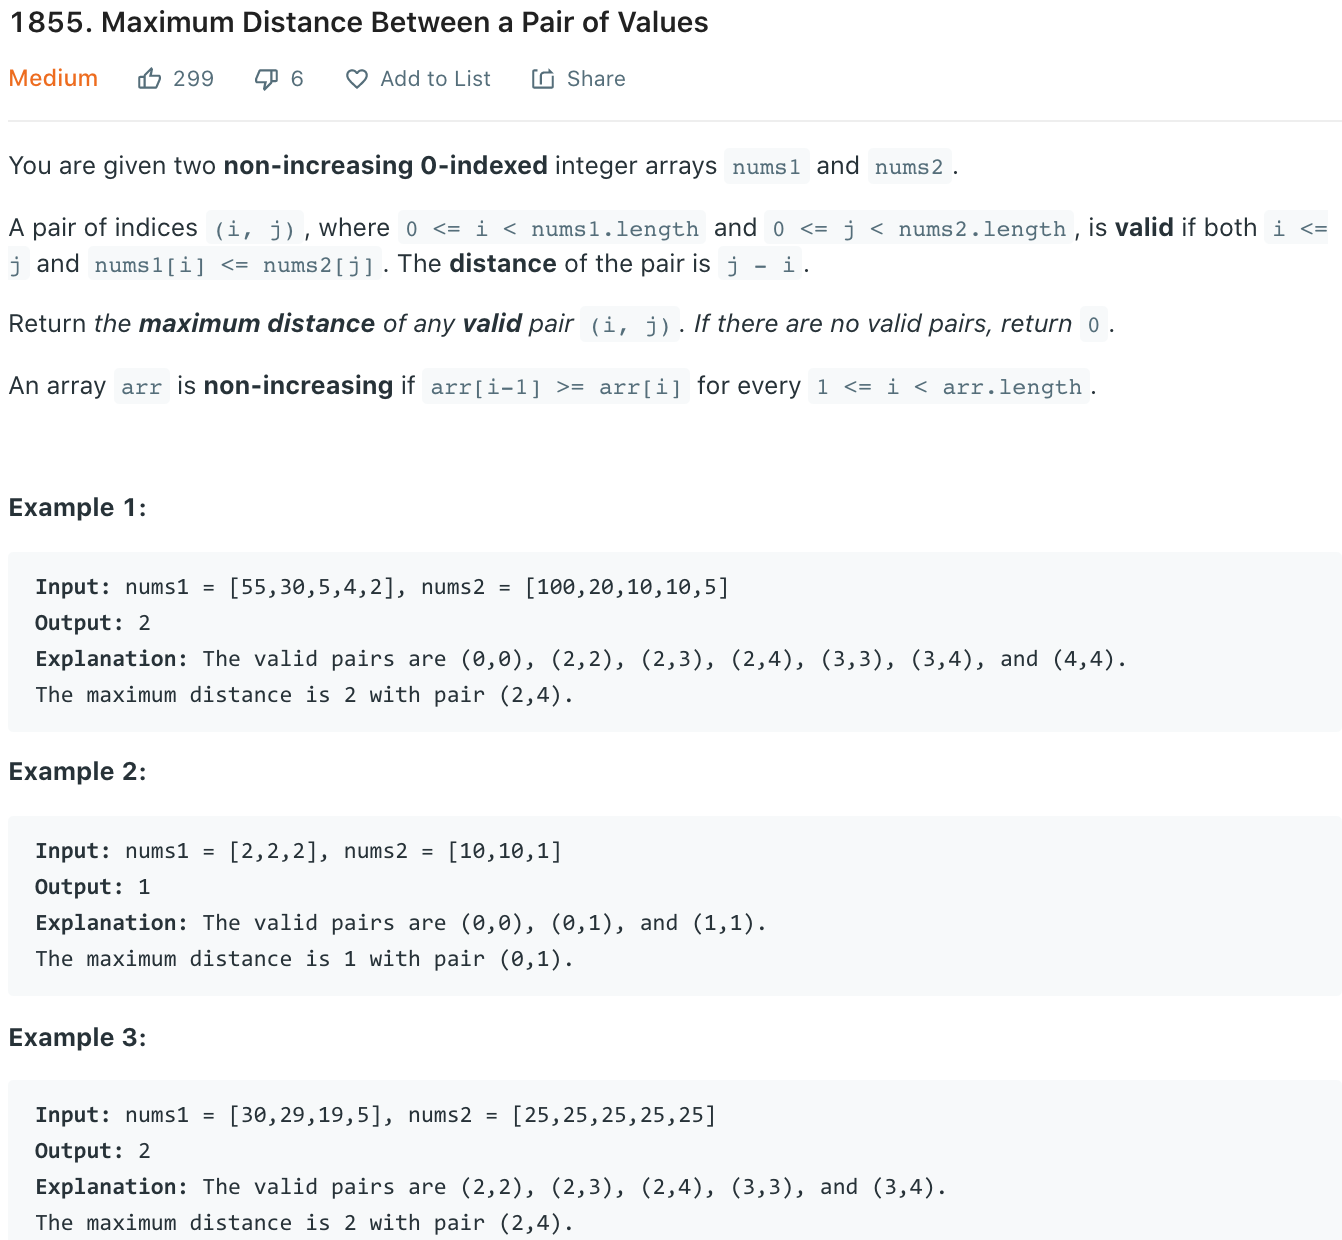 1855. Maximum Distance Between a Pair of Values
Medium 299 6 Add to List Share
You are given two non-increasing 0-indexed integer arrays nums1 and nums2.
A pair of indices (i, j), where 0 <= i < nums1.length and 0 <= j < nums2.length, is valid if both i <=
j and nums1[i] <= nums2[j]. The distance of the pair is j - i.
Return the maximum distance of any valid pair (i, j). If there are no valid pairs, return 0.
An array arr is non-increasing if arr[i-1] >= arr[i] for every 1 <= i < arr.length.
Example 1:
Input: nums1 = [55,30,5,4,2], nums2 = [100,20,10,10,5]
Output: 2
Explanation: The valid pairs are (0,0), (2,2), (2,3), (2,4), (3,3), (3,4), and (4,4).
The maximum distance is 2 with pair (2,4).
Example 2:
Input: nums1 = [2,2,2], nums2 = [10,10,1]
Output: 1
Explanation: The valid pairs are (0,0), (0,1), and (1,1).
The maximum distance is 1 with pair (0,1).
Example 3:
Input: nums1 = [30,29,19,5], nums2 = [25,25,25,25,25]
Output: 2
Explanation: The valid pairs are (2,2), (2,3), (2,4), (3,3), and (3,4).
The maximum distance is 2 with pair (2,4).